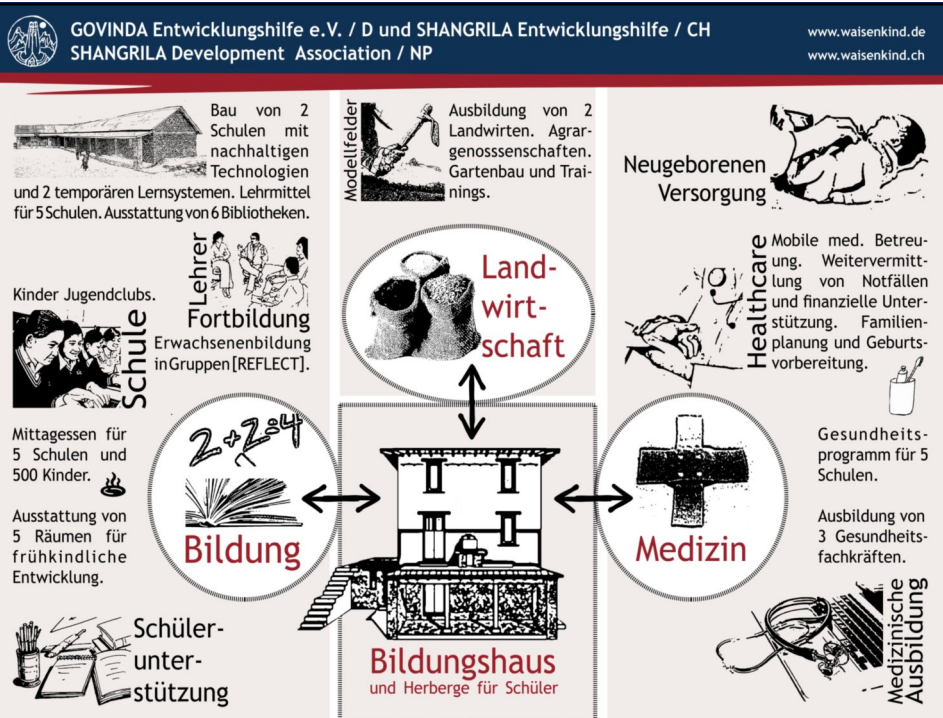 GOVINDA Entwicklungshilfe e.V. / D und SHANGRILA Entwicklungshilfe / CH
SHANGRILA Development Association / NP
www.waisenkind.de
www.waisenkind.ch
Bau von 2
Schulen mit
nachhaltigen
Technologien
und 2 temporären Lernsystemen. Lehrmittel
für 5 Schulen. Ausstattung von 6 Bibliotheken.
Lehrer
Fortbildung
Erwachsenenbildung
in Gruppen [REFLECT].
Kinder Jugendclubs.
Schule
Mittagessen für
5 Schulen und
500 Kinder.
Ausstattung von
5 Räumen für
frühkindliche
Entwicklung.
Schüler-
unter-
stützung
2+2=4
Bildung
Modellfelder
Ausbildung von 2
Landwirten. Agrar-
genosssenschaften.
Gartenbau und Trai-
nings.
Land-
wirt-
schaft
Bildungshaus
und Herberge für Schüler
Neugeborenen
Versorgung
Healthcare
Mobile med. Betreu-
ung. Weitervermitt-
lung von Notfällen
und finanzielle Unter-
stützung. Familien-
planung und Geburts-
vorbereitung.
Medizin
Gesundheits-
programm für 5
Schulen.
Ausbildung von
3 Gesundheits-
fachkräften.
Medizinische
Ausbildung